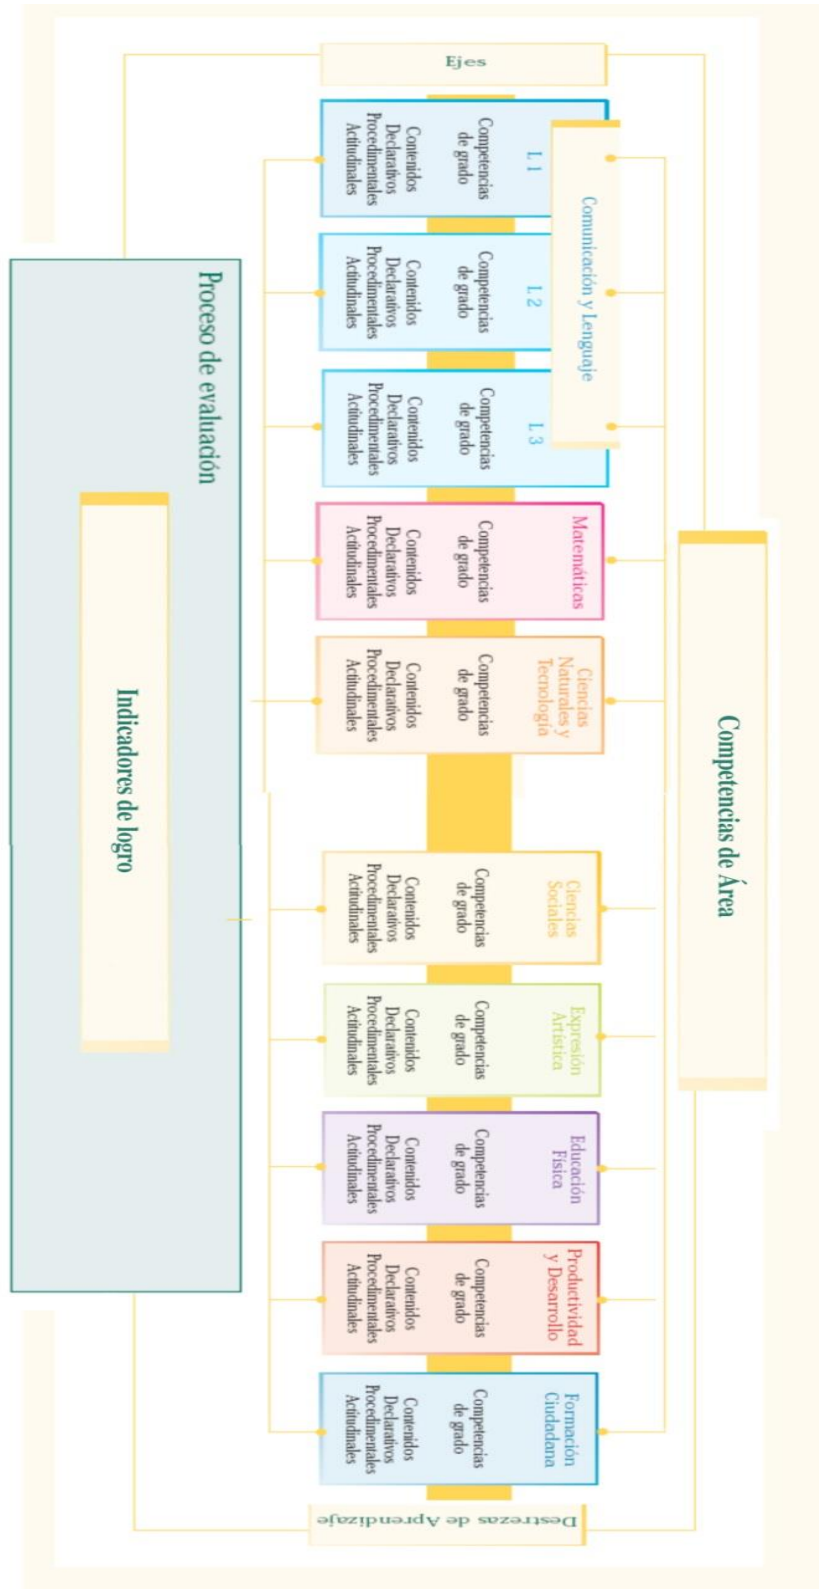 Ejes
Competencias de Área
Comunicación y Lenguaje
L 1
Competencias
de grado
Contenidos
Declarativos
Procedimentales
Actitudinales
L 2
Competencias
de grado
Contenidos
Declarativos
Procedimentales
Actitudinales
L 3
Competencias
de grado
Contenidos
Declarativos
Procedimentales
Actitudinales
Matemáticas
Competencias
de grado
Contenidos
Declarativos
Procedimentales
Actitudinales
Ciencias
Naturales y
Tecnología
Competencias
de grado
Contenidos
Declarativos
Procedimentales
Actitudinales
Ciencias
Sociales
Competencias
de grado
Contenidos
Declarativos
Procedimentales
Actitudinales
Expresión
Artística
Competencias
de grado
Contenidos
Declarativos
Procedimentales
Actitudinales
Educación
Física
Competencias
de grado
Contenidos
Declarativos
Procedimentales
Actitudinales
Productividad
y Desarrollo
Competencias
de grado
Contenidos
Declarativos
Procedimentales
Actitudinales
Formación
Ciudadana
Competencias
de grado
Contenidos
Declarativos
Procedimentales
Actitudinales
Destrezas de Aprendizaje
Proceso de evaluación
Indicadores de logro